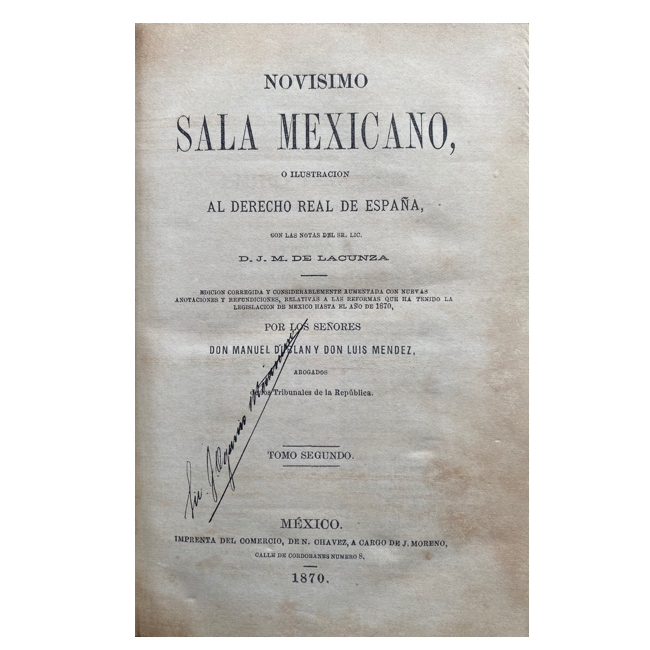 NOVISIMO
SALA MEXICANO,
O ILUSTRACION
AL DERECHO REAL DE ESPAÑA,
CON LAS NOTAS DEL SR. LIC.
D. J. M. DE LACUNZA
EDICION CORREGIDA Y CONSIDERABLEMENTE AUMENTADA CON NUEVAS
ANOTACIONES Y REFUNDICIONES, RELATIVAS A LAS REFORMAS QUE HA TENIDO LA
LEGISLACION DE MEXICO HASTA EL AÑO DE 1870,
POR LOS SEÑORES
DON MANUEL DUBLAN Y DON LUIS MENDEZ,
ABOGADOS
de los Tribunales de la República.
TOMO SEGUNDO.
MÉXICO.
IMPRENTA DEL COMERCIO, DE N. CHAVEZ, A CARGO DE J. MORENO,
CALLE DE CORDOBANES NUMERO 8.
1870.